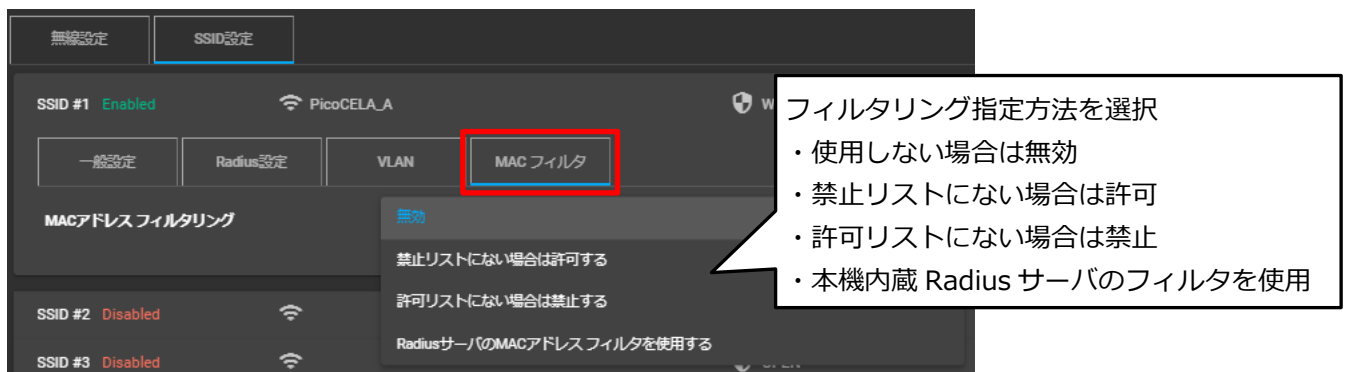 無線設定 SSID設定
SSID #1 Enabled PicoCELA_A W
一般設定 Radius設定 VLAN MAC フィルタ
MACアドレス フィルタリング 無効
禁止リストにない場合は許可する
許可リストにない場合は禁止する
RadiusサーバのMACアドレス フィルタを使用する
SSID #2 Disabled
SSID #3 Disabled
フィルタリング指定方法を選択
・使用しない場合は無効
・禁止リストにない場合は許可
・許可リストにない場合は禁止
・本機内蔵 Radius サーバのフィルタを使用